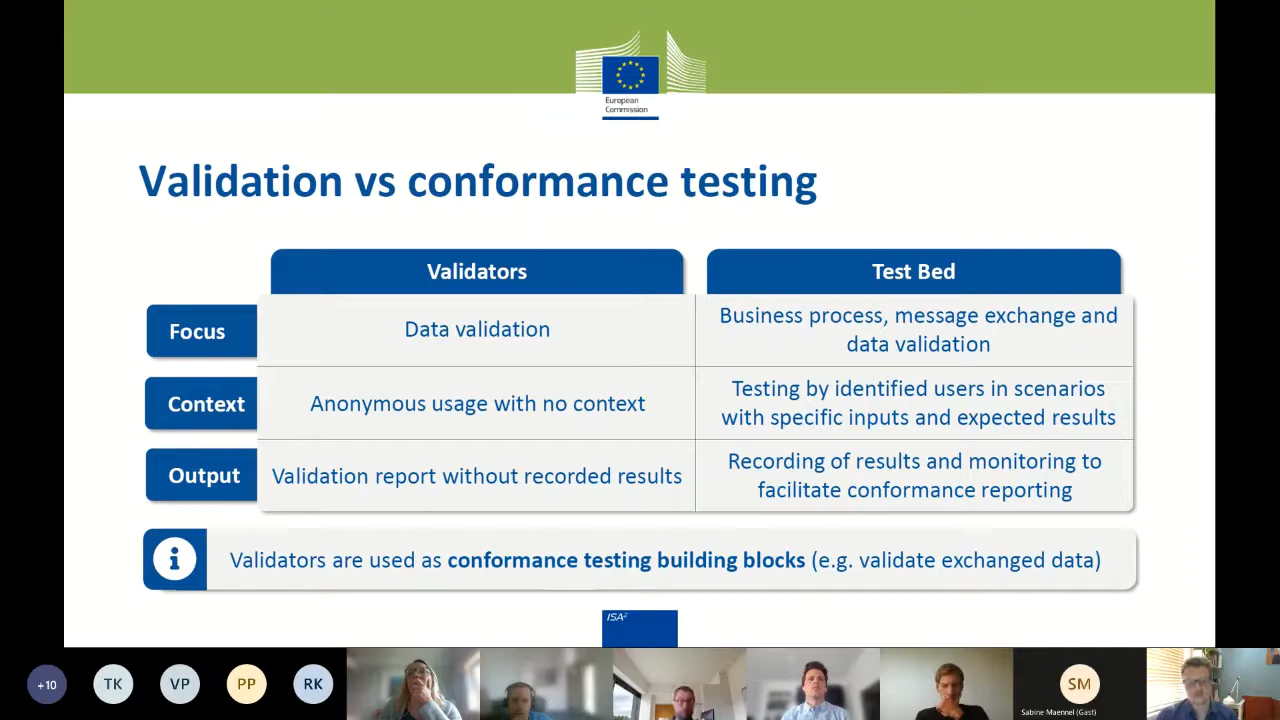 European
Commission
Validation vs conformance testing
Validators
Test Bed
Focus
Data validation
Business process, message exchange and
data validation
Context
Anonymous usage with no context
Testing by identified users in scenarios
with specific inputs and expected results
Output
Validation report without recorded results
Recording of results and monitoring to
facilitate conformance reporting
i
Validators are used as conformance testing building blocks (e.g. validate exchanged data)
ISA²
+10
TK
VP
PP
RK
SM
Sabine Maennel (Gast)